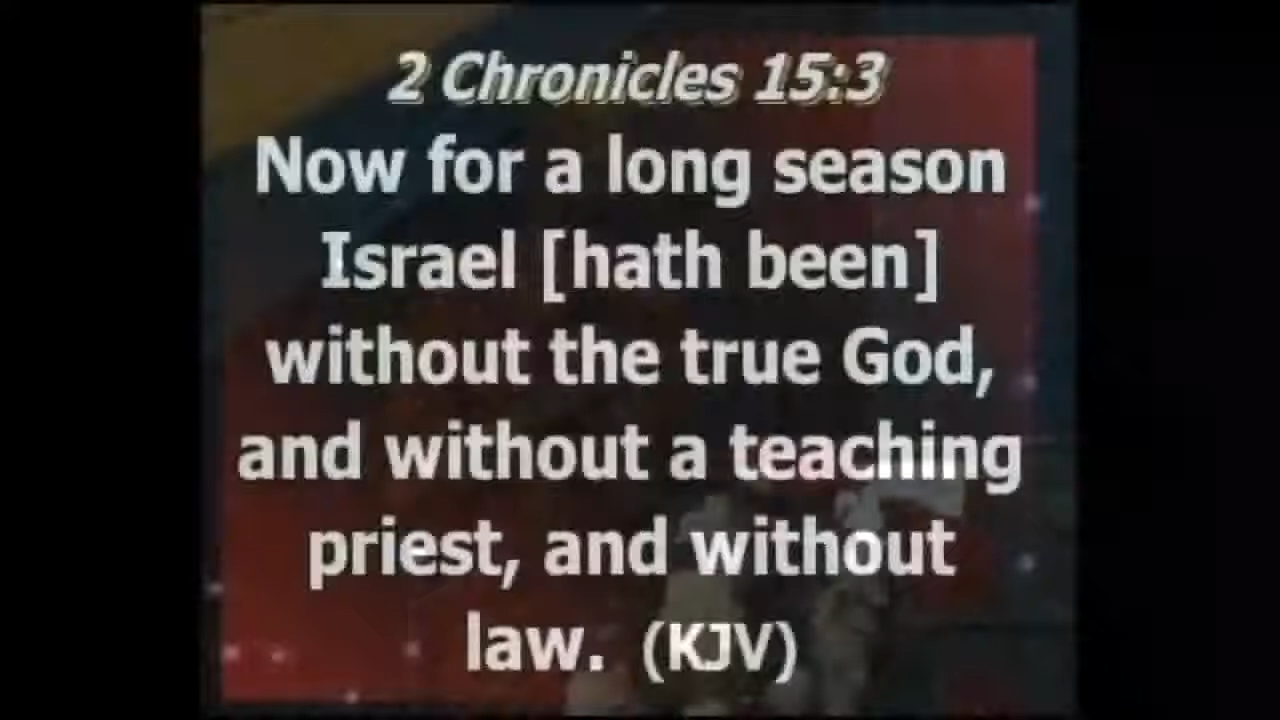 2 Chronicles 15:3
Now for a long season
Israel [hath been]
without the true God,
and without a teaching
priest, and without
law. (KJV)